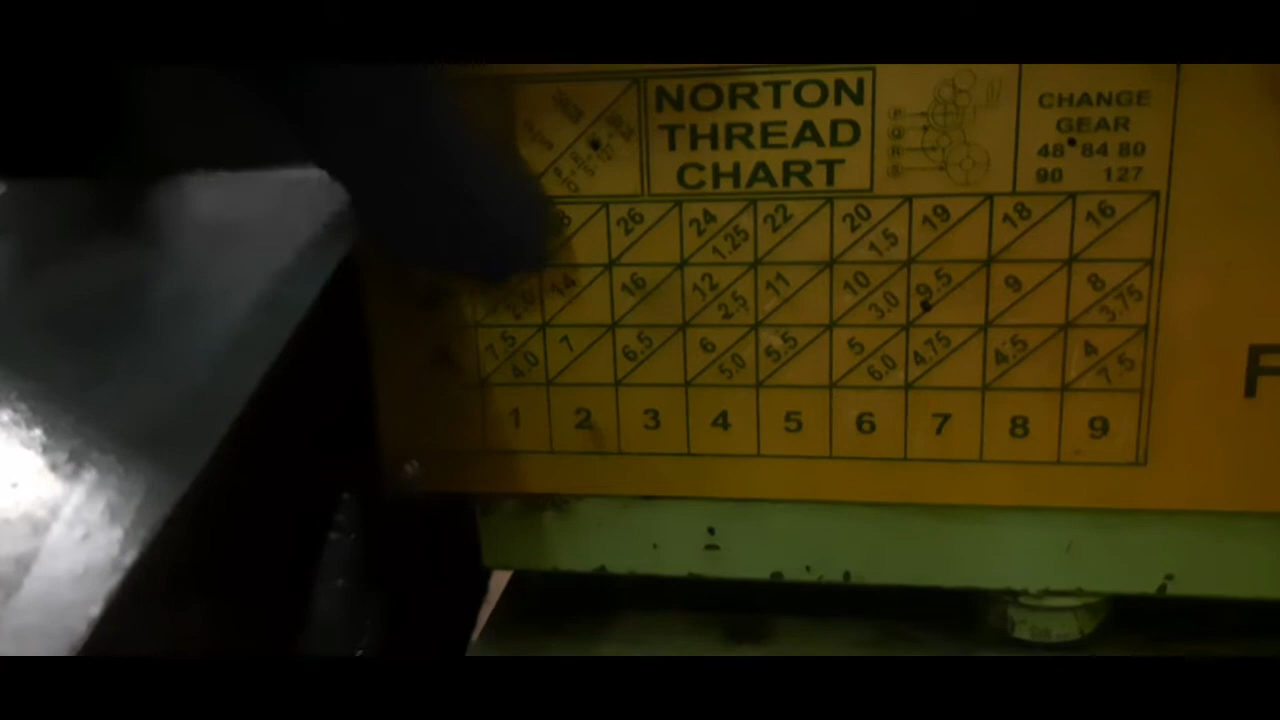 NORTON
THREAD
CHART
CHANGE
GEAR
48 84 80
90 127
26 24 1.25 22 20 1.5 19 18 16
14 16 12 2.5 11 10 3.0 9.5 9 8 3.75
7.5 4.0 7 6.5 6 5.0 5.5 5 6.0 4.75 4.5 4 7.5
1 2 3 4 5 6 7 8 9